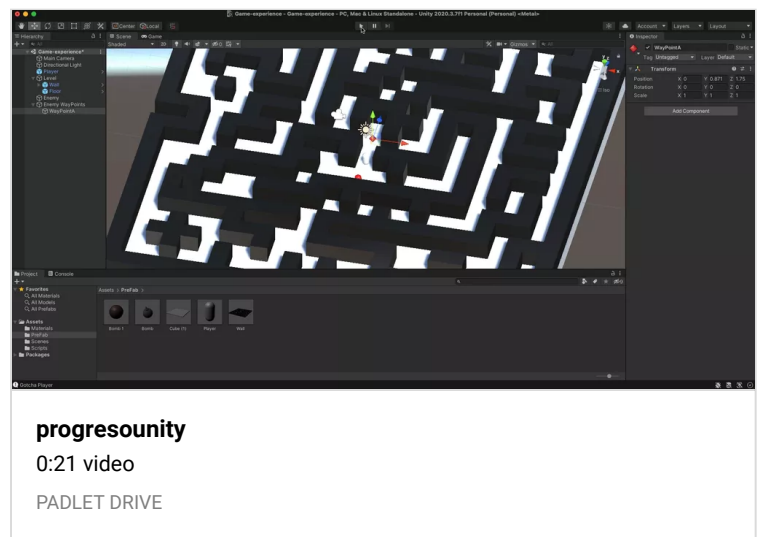 Game-experience - Game-experience - PC, Mac & Linux Standalone - Unity 2020.3.7f1 Personal (Personal) <Metal>
Center Local
Account Layers Layout
Hierarchy
Scene Game
Inspector
Shaded 2D Gizmos All
WayPointA Static
Tag Untagged Layer Default
Transform
Position X 0 Y 0.871 Z 1.75
Rotation X 0 Y 0 Z 0
Scale X 1 Y 1 Z 1
Add Component
Game-experience*
Main Camera
Directional Light
Player
Level
Wall
Floor
Enemy
Enemy WayPoints
WayPointA
Project Console
Favorites
All Materials
All Models
All Prefabs
Assets
Materials
PreFab
Scenes
Scripts
Packages
Assets > PreFab >
Bomb 1 Bomb Cube (1) Player Wall
Gotcha Player
progresounity
0:21 video
PADLET DRIVE